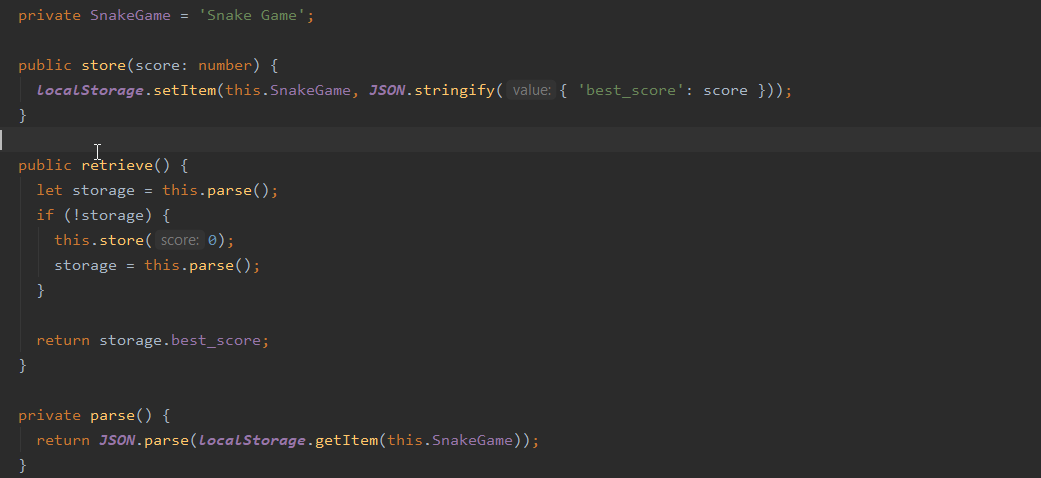 private SnakeGame = 'Snake Game';
public store(score: number) {
localStorage.setItem(this.SnakeGame, JSON.stringify( value: { 'best_score': score }));
}
public retrieve() {
let storage = this.parse();
if (!storage) {
this.store( score: 0);
storage = this.parse();
}
return storage.best_score;
}
private parse() {
return JSON.parse(localStorage.getItem(this.SnakeGame));
}